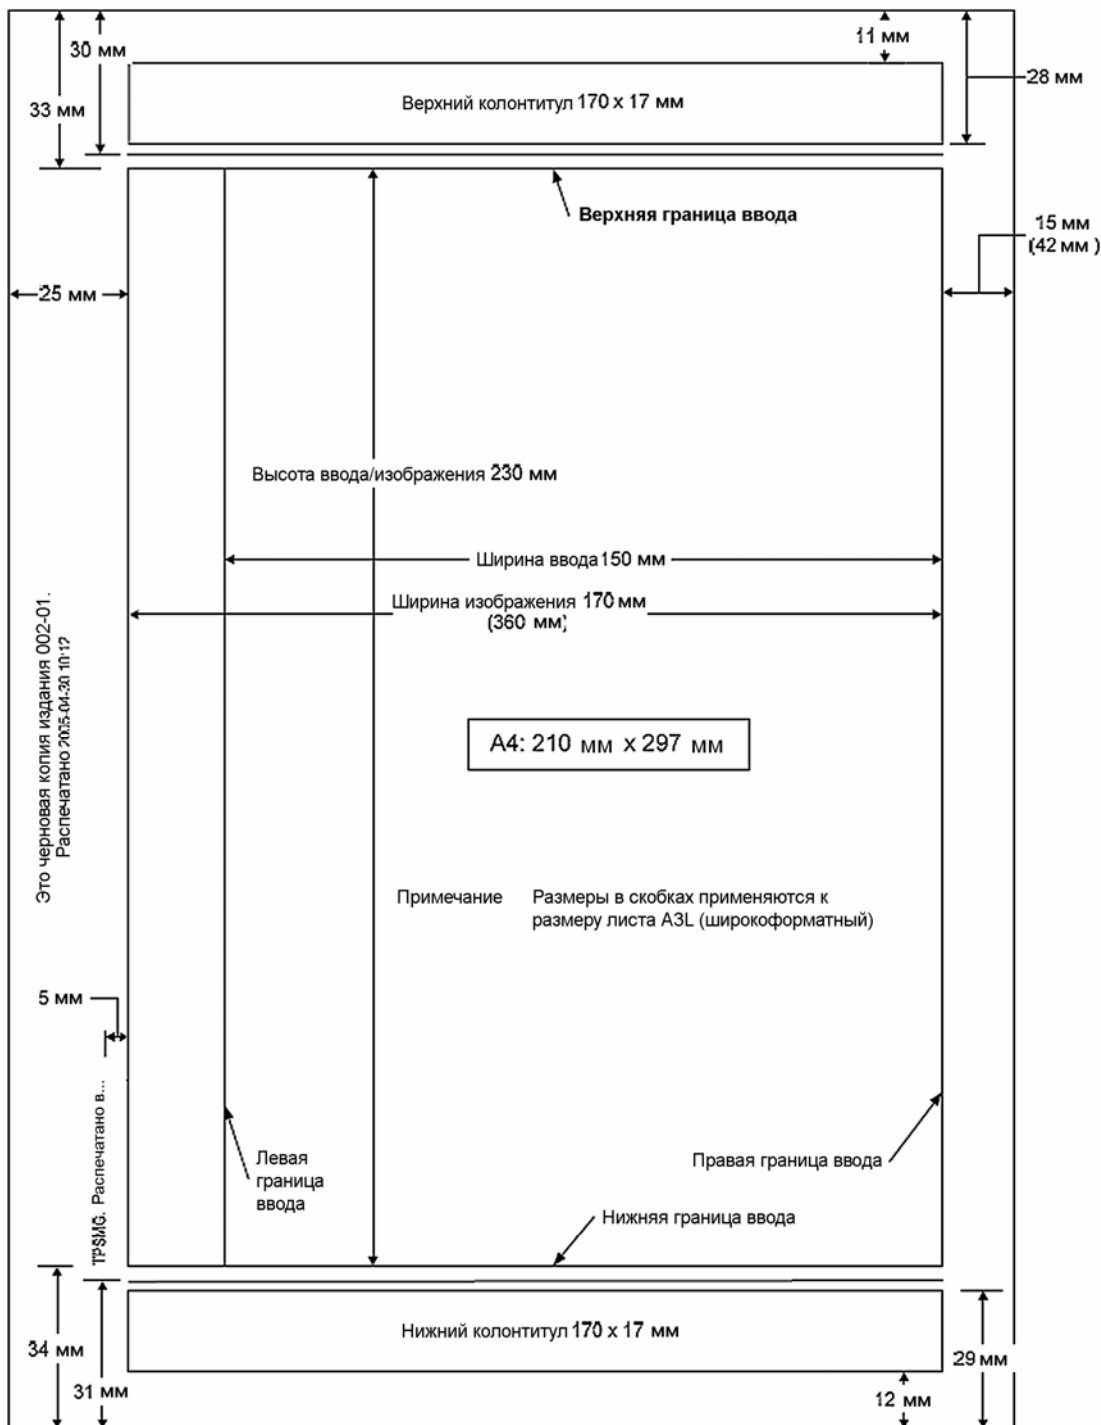 30 мм
11 мм
28 мм
33 мм
Верхний колонтитул 170 x 17 мм
Верхняя граница ввода
15 мм
(42 мм )
25 мм
Высота ввода/изображения 230 мм
Ширина ввода 150 мм
Ширина изображения 170 мм
(360 мм)
Это черновая копия издания 002-01.
Распечатано 2005-04-30 10:12
A4: 210 мм x 297 мм
Примечание Размеры в скобках применяются к
размеру листа A3L (широкоформатный)
5 мм
TPSMG. Распечатано в...
Левая
граница
ввода
Правая граница ввода
Нижняя граница ввода
Нижний колонтитул 170 x 17 мм
34 мм
29 мм
31 мм
12 мм